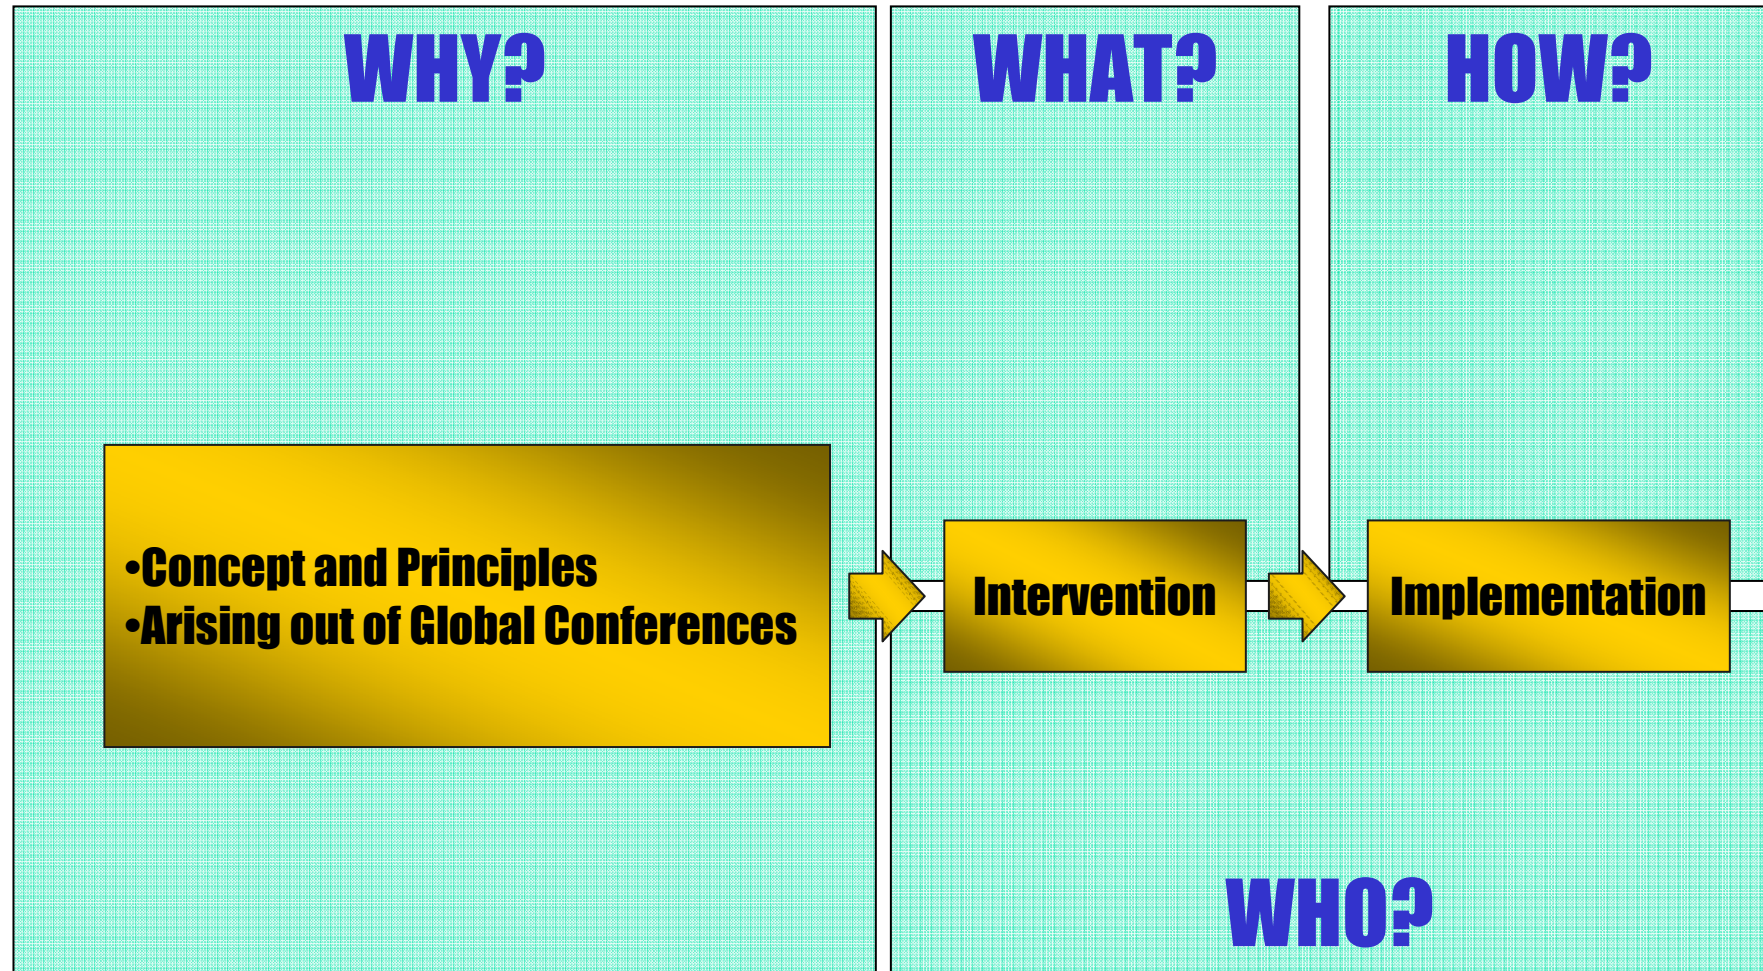 WHY?
WHAT?
HOW?
•Concept and Principles
•Arising out of Global Conferences
Intervention
Implementation
WHO?